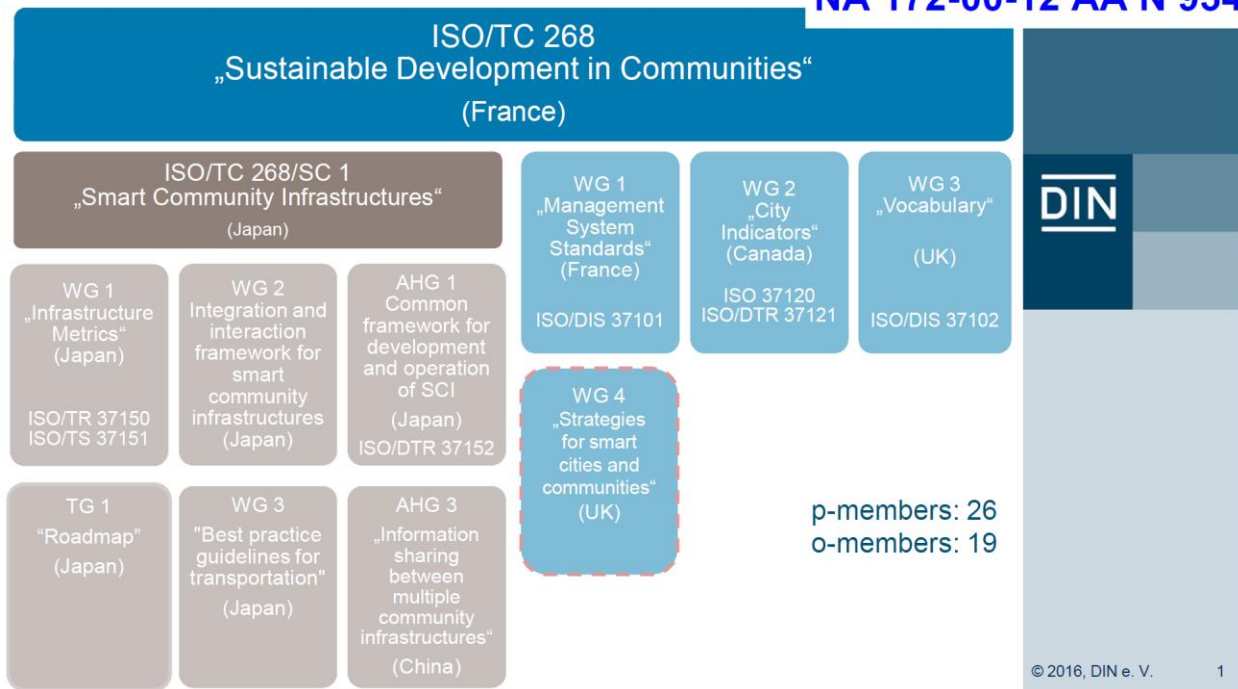 NA 172-00-12 AA N 934
ISO/TC 268
„Sustainable Development in Communities“
(France)
ISO/TC 268/SC 1
„Smart Community Infrastructures“
(Japan)
WG 1
„Management
System
Standards“
(France)
ISO/DIS 37101
WG 2
„City
Indicators“
(Canada)
ISO 37120
ISO/DTR 37121
WG 3
„Vocabulary“
(UK)
ISO/DIS 37102
DIN
WG 1
„Infrastructure
Metrics“
(Japan)
ISO/TR 37150
ISO/TS 37151
WG 2
Integration and
interaction
framework for
smart
community
infrastructures
(Japan)
AHG 1
Common
framework for
development
and operation
of SCI
(Japan)
ISO/DTR 37152
WG 4
„Strategies
for smart
cities and
communities“
(UK)
TG 1
“Roadmap”
(Japan)
WG 3
"Best practice
guidelines for
transportation"
(Japan)
AHG 3
„Information
sharing
between
multiple
community
infrastructures“
(China)
p-members: 26
o-members: 19
© 2016, DIN e. V.
1